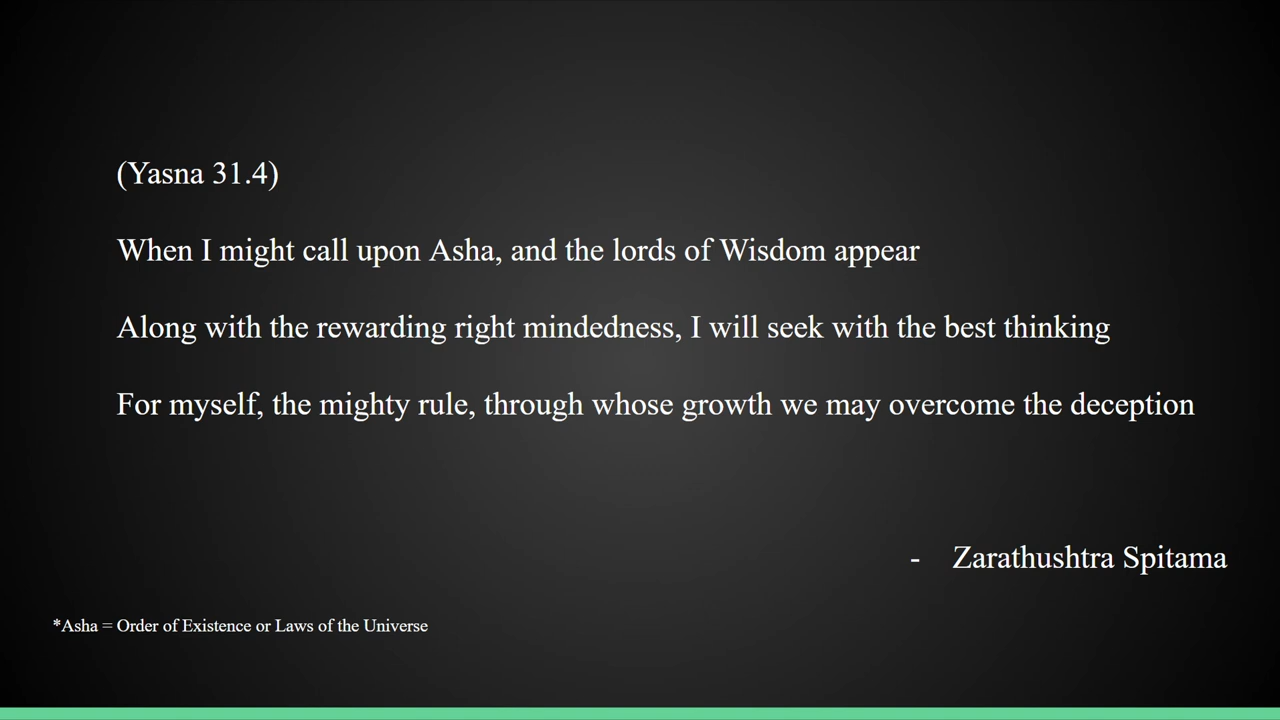 (Yasna 31.4)
When I might call upon Asha, and the lords of Wisdom appear
Along with the rewarding right mindedness, I will seek with the best thinking
For myself, the mighty rule, through whose growth we may overcome the deception
- Zarathushtra Spitama
*Asha = Order of Existence or Laws of the Universe